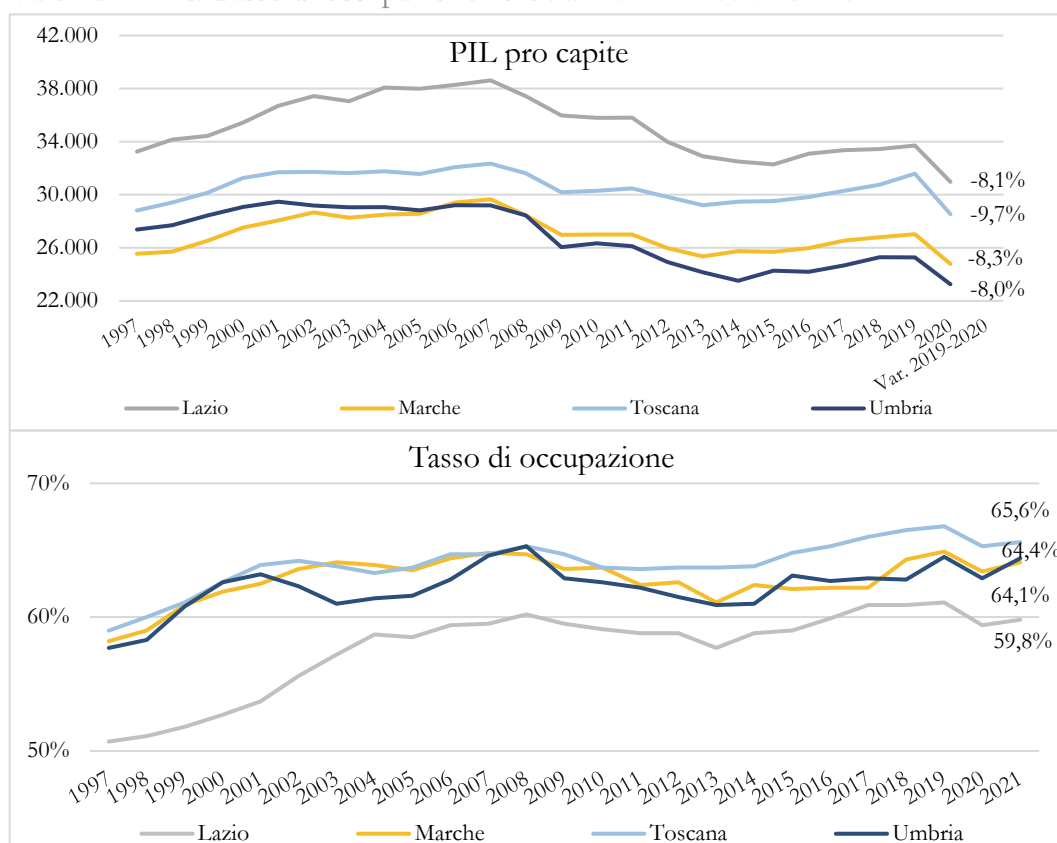 PIL pro capite
42.000
38.000
34.000
30.000
26.000
22.000
-8,1%
-9,7%
-8,3%
-8,0%
1997 1998 1999 2000 2001 2002 2003 2004 2005 2006 2007 2008 2009 2010 2011 2012 2013 2014 2015 2016 2017 2018 2019 2020 Var. 2019-2020
Lazio Marche Toscana Umbria
Tasso di occupazione
70%
60%
50%
65,6%
64,4%
64,1%
59,8%
1997 1998 1999 2000 2001 2002 2003 2004 2005 2006 2007 2008 2009 2010 2011 2012 2013 2014 2015 2016 2017 2018 2019 2020 2021
Lazio Marche Toscana Umbria